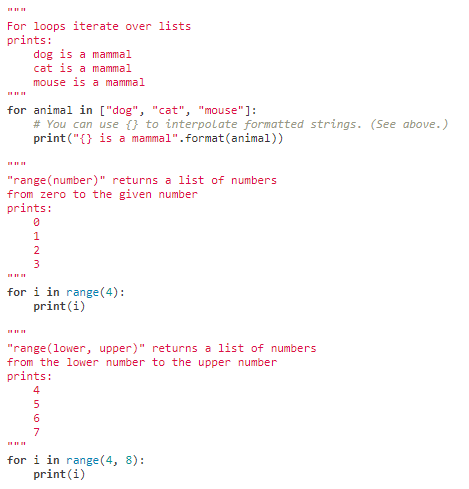 """
For loops iterate over lists
prints:
    dog is a mammal
    cat is a mammal
    mouse is a mammal
"""
for animal in ["dog", "cat", "mouse"]:
    # You can use {} to interpolate formatted strings. (See above.)
    print("{} is a mammal".format(animal))

"""
"range(number)" returns a list of numbers
from zero to the given number
prints:
    0
    1
    2
    3
"""
for i in range(4):
    print(i)

"""
"range(lower, upper)" returns a list of numbers
from the lower number to the upper number
prints:
    4
    5
    6
    7
"""
for i in range(4, 8):
    print(i)